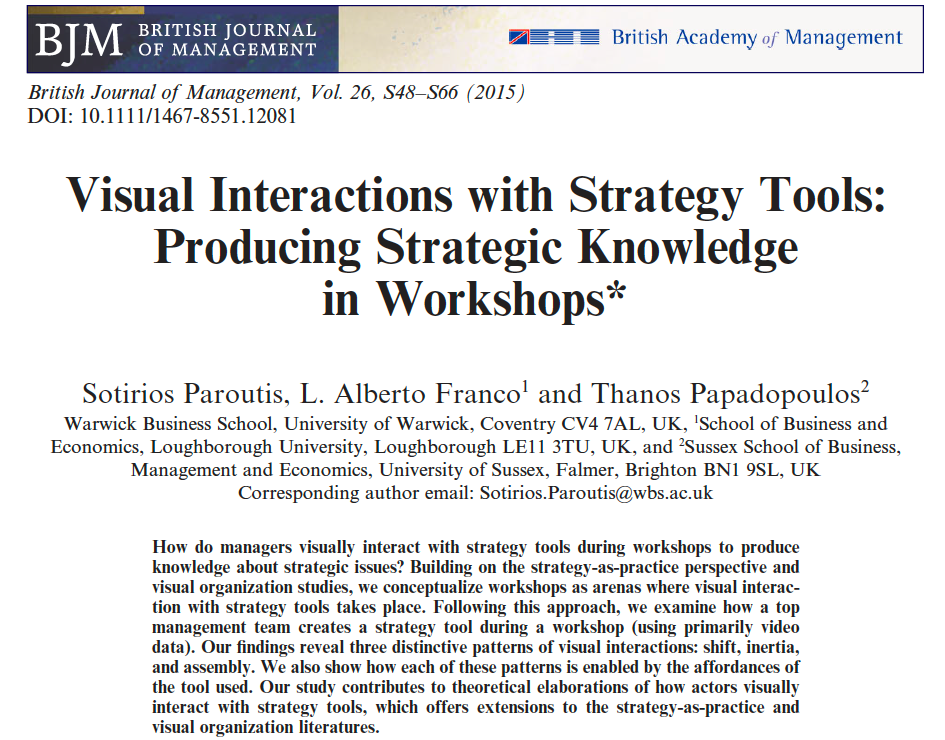 BJM BRITISH JOURNAL
OF MANAGEMENT
British Academy of Management
British Journal of Management, Vol. 26, S48–S66 (2015)
DOI: 10.1111/1467-8551.12081
Visual Interactions with Strategy Tools:
Producing Strategic Knowledge
in Workshops*
Sotirios Paroutis, L. Alberto Franco¹ and Thanos Papadopoulos²
Warwick Business School, University of Warwick, Coventry CV4 7AL, UK, ¹School of Business and
Economics, Loughborough University, Loughborough LE11 3TU, UK, and ²Sussex School of Business,
Management and Economics, University of Sussex, Falmer, Brighton BN1 9SL, UK
Corresponding author email: Sotirios.Paroutis@wbs.ac.uk
How do managers visually interact with strategy tools during workshops to produce
knowledge about strategic issues? Building on the strategy-as-practice perspective and
visual organization studies, we conceptualize workshops as arenas where visual interac-
tion with strategy tools takes place. Following this approach, we examine how a top
management team creates a strategy tool during a workshop (using primarily video
data). Our findings reveal three distinctive patterns of visual interactions: shift, inertia,
and assembly. We also show how each of these patterns is enabled by the affordances of
the tool used. Our study contributes to theoretical elaborations of how actors visually
interact with strategy tools, which offers extensions to the strategy-as-practice and
visual organization literatures.